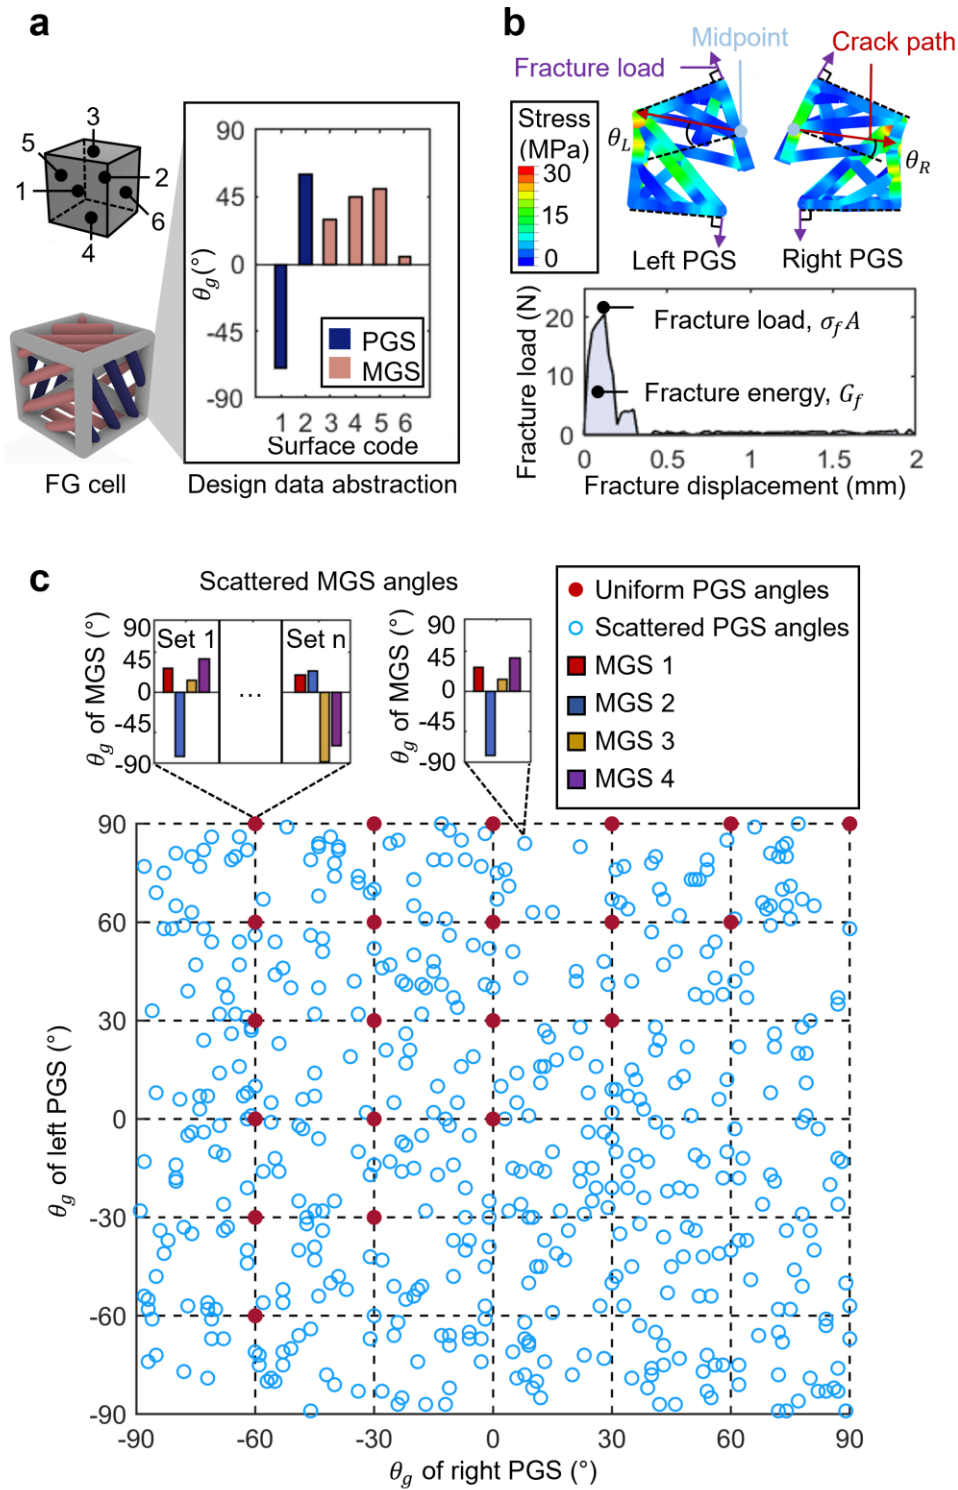 a
3
5
1
2
6
4
FG cell
90
45
0
-45
-90
θg(°)
PGS
MGS
1 2 3 4 5 6
Surface code
Design data abstraction
b
Midpoint
Crack path
Fracture load
Stress
(MPa)
30
15
0
θL
θR
Left PGS
Right PGS
Fracture load (N)
20
10
0
Fracture load, σfA
Fracture energy, Gf
0 0.5 1 1.5 2
Fracture displacement (mm)
c
Scattered MGS angles
θg of MGS (°)
90
45
0
-45
-90
Set 1
...
Set n
θg of MGS (°)
90
45
0
-45
-90
Uniform PGS angles
Scattered PGS angles
MGS 1
MGS 2
MGS 3
MGS 4
θg of left PGS (°)
90
60
30
0
-30
-60
-90
-90 -60 -30 0 30 60 90
θg of right PGS (°)